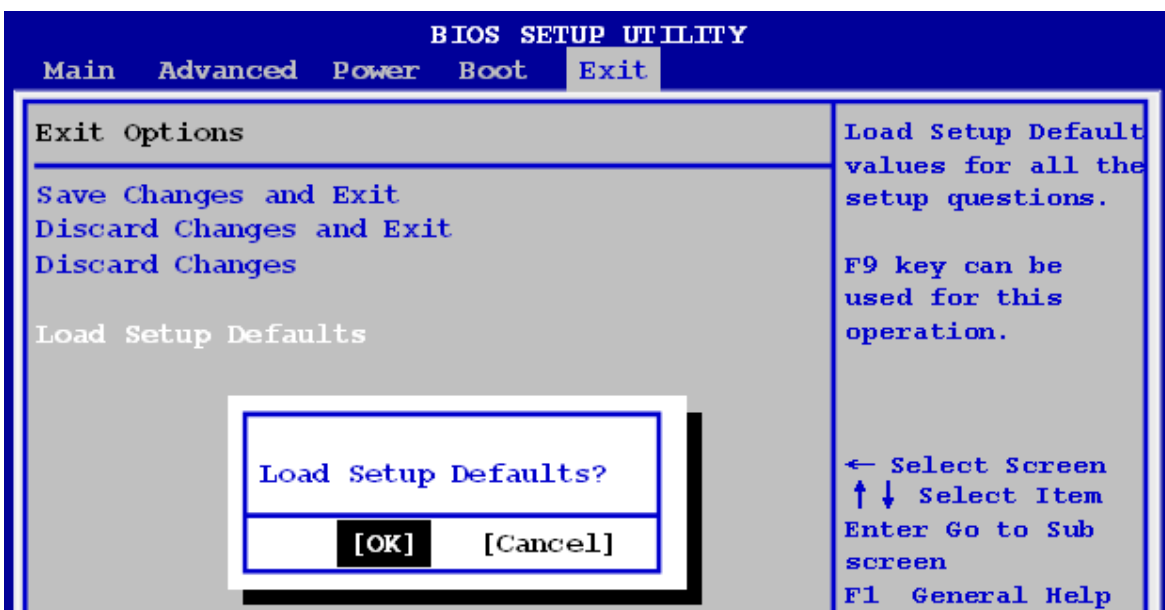 BIOS SETUP UTILITY
Main Advanced Power Boot Exit
Exit Options
Save Changes and Exit
Discard Changes and Exit
Discard Changes
Load Setup Defaults
Load Setup Defaults?
[OK] [Cancel]
Load Setup Default
values for all the
setup questions.
F9 key can be
used for this
operation.
← Select Screen
↑↓ Select Item
Enter Go to Sub
screen
F1 General Help